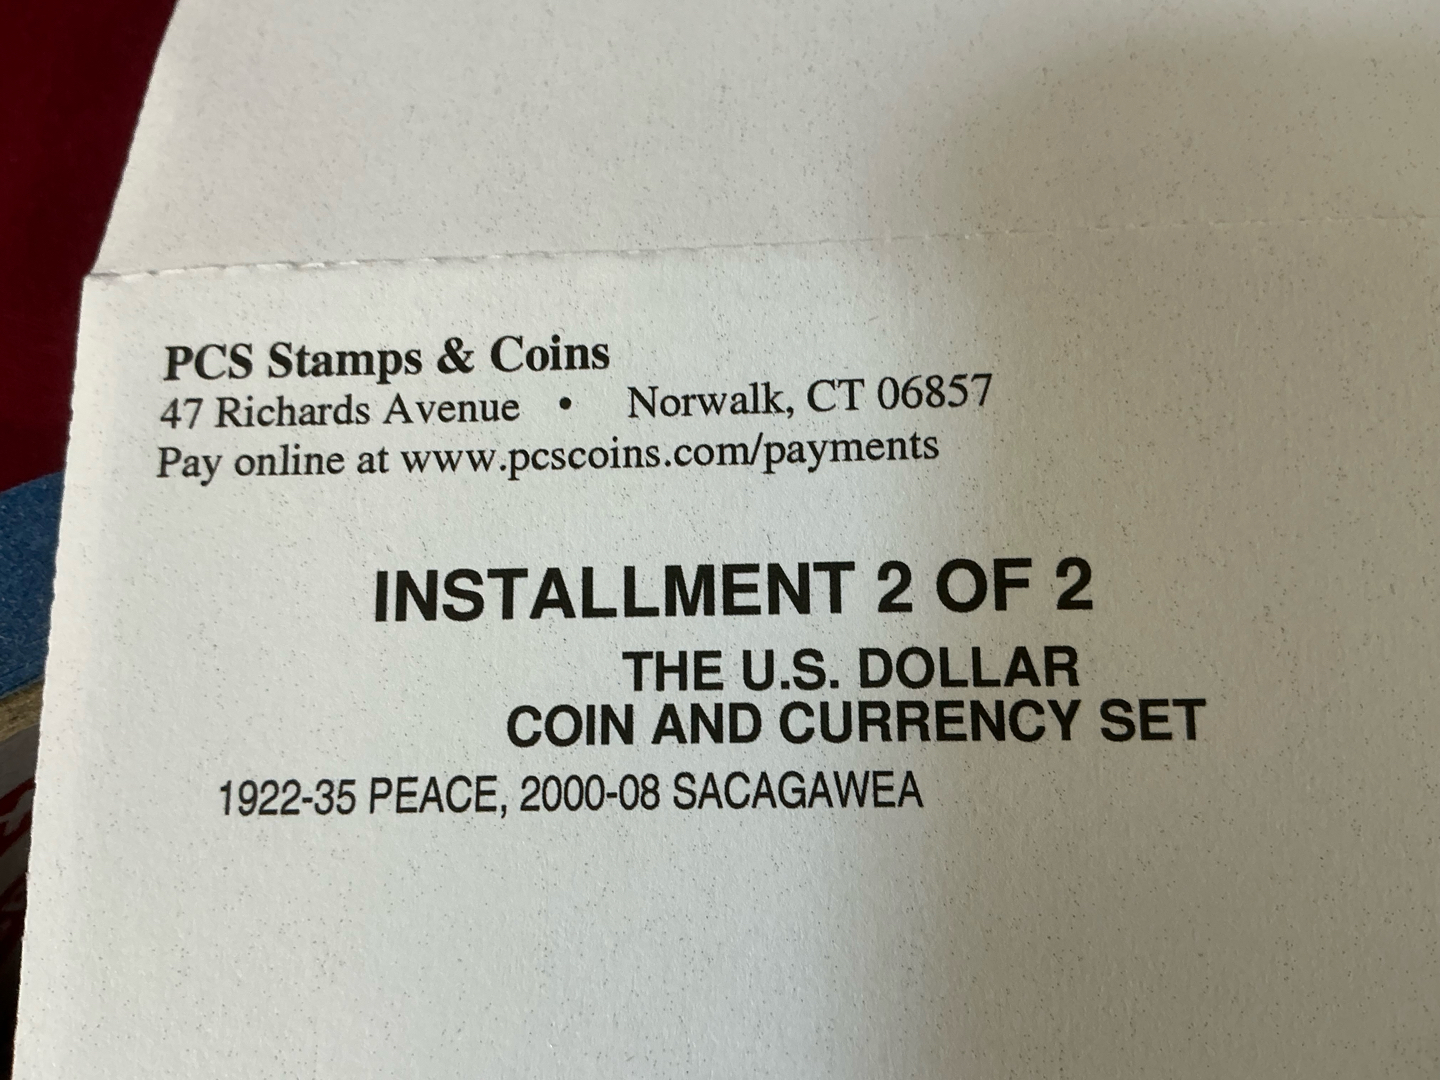 PCS Stamps & Coins
47 Richards Avenue • Norwalk, CT 06857
Pay online at www.pcscoins.com/payments
INSTALLMENT 2 OF 2
THE U.S. DOLLAR
COIN AND CURRENCY SET
1922-35 PEACE, 2000-08 SACAGAWEA